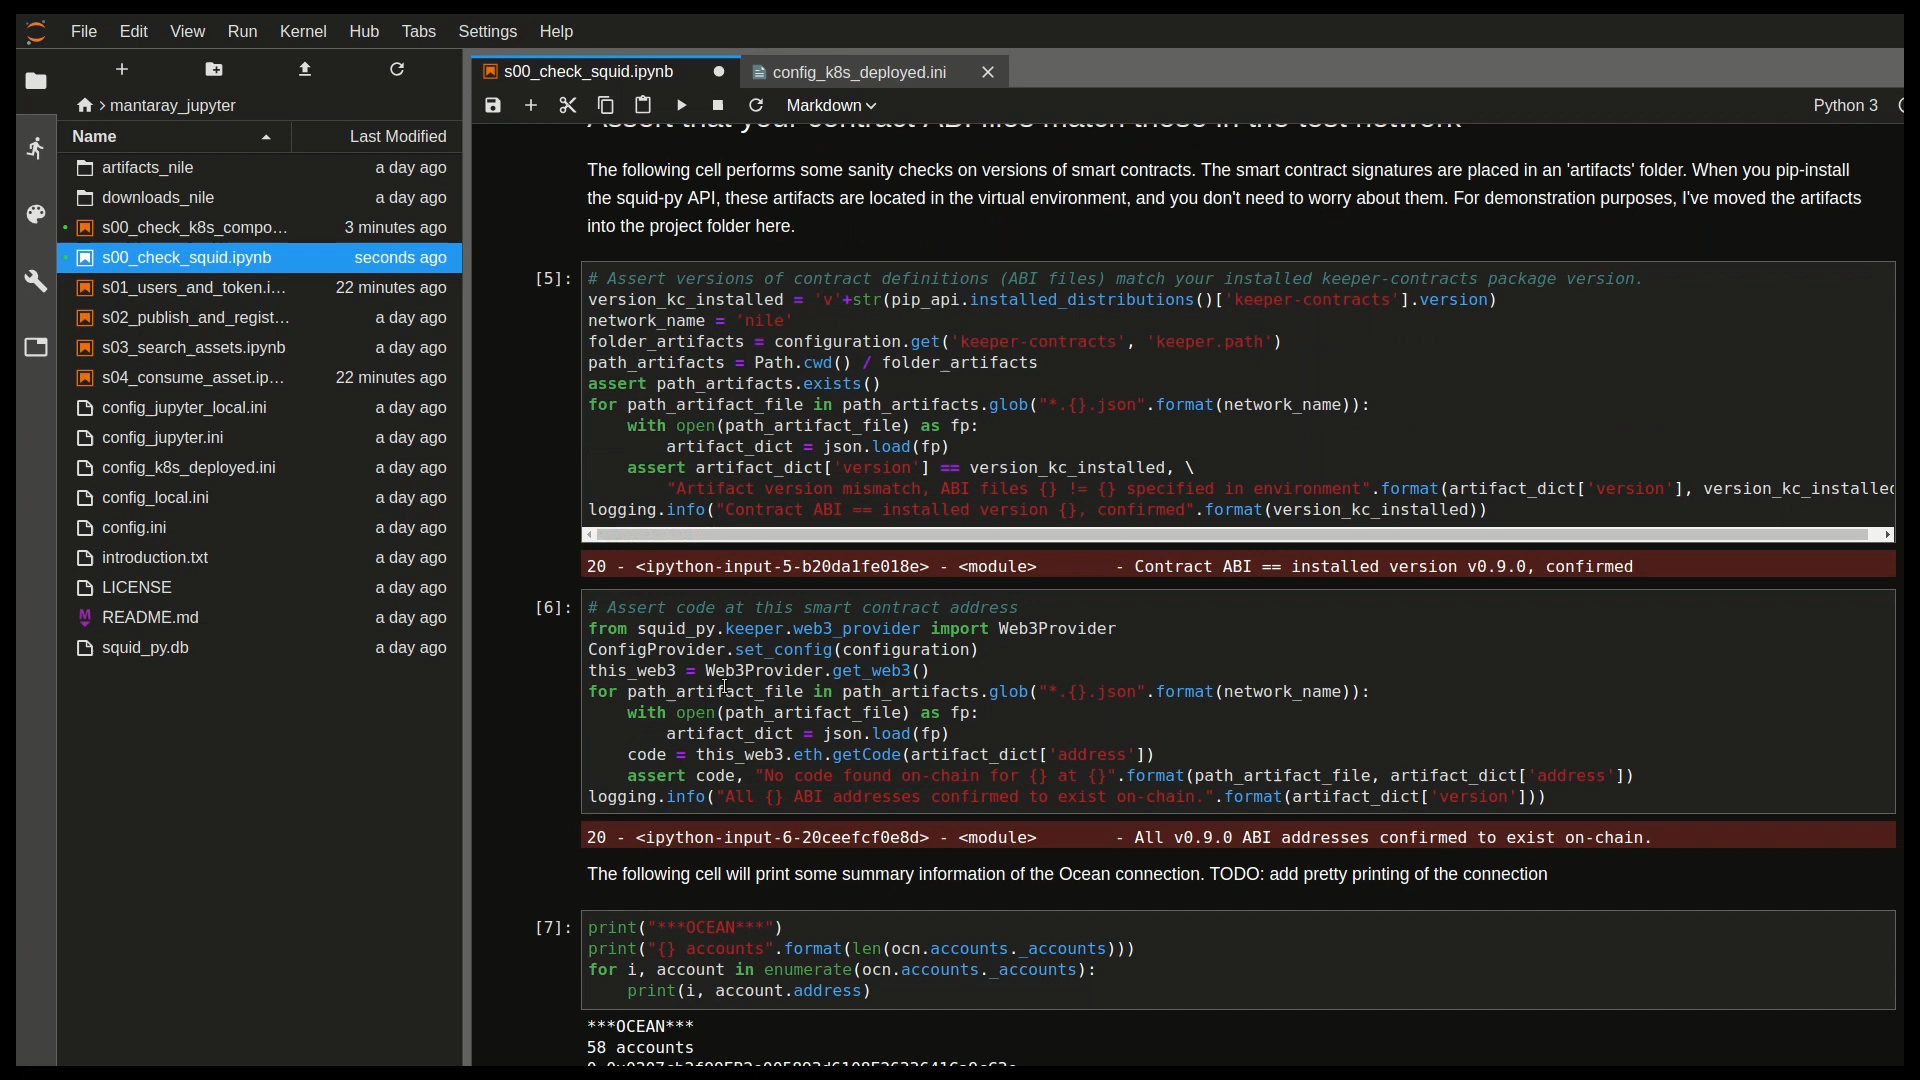 File Edit View Run Kernel Hub Tabs Settings Help
s00_check_squid.ipynb
config_k8s_deployed.ini
mantaray_jupyter
Markdown
Python 3
Name Last Modified
artifacts_nile a day ago
downloads_nile a day ago
s00_check_k8s_compo… 3 minutes ago
s00_check_squid.ipynb seconds ago
s01_users_and_token.i… 22 minutes ago
s02_publish_and_regist… a day ago
s03_search_assets.ipynb a day ago
s04_consume_asset.ip… 22 minutes ago
config_jupyter_local.ini a day ago
config_jupyter.ini a day ago
config_k8s_deployed.ini a day ago
config_local.ini a day ago
config.ini a day ago
introduction.txt a day ago
LICENSE a day ago
README.md a day ago
squid_py.db a day ago
Assert that your contract ABI files match these in the test network
The following cell performs some sanity checks on versions of smart contracts. The smart contract signatures are placed in an 'artifacts' folder. When you pip-install
the squid-py API, these artifacts are located in the virtual environment, and you don't need to worry about them. For demonstration purposes, I've moved the artifacts
into the project folder here.
[5]: # Assert versions of contract definitions (ABI files) match your installed keeper-contracts package version.
version_kc_installed = 'v'+str(pip_api.installed_distributions()['keeper-contracts'].version)
network_name = 'nile'
folder_artifacts = configuration.get('keeper-contracts', 'keeper.path')
path_artifacts = Path.cwd() / folder_artifacts
assert path_artifacts.exists()
for path_artifact_file in path_artifacts.glob("*.{}.json".format(network_name)):
    with open(path_artifact_file) as fp:
        artifact_dict = json.load(fp)
    assert artifact_dict['version'] == version_kc_installed, \
        "Artifact version mismatch, ABI files {} != {} specified in environment".format(artifact_dict['version'], version_kc_installed
logging.info("Contract ABI == installed version {}, confirmed".format(version_kc_installed))
20 - <ipython-input-5-b20da1fe018e> - <module>        - Contract ABI == installed version v0.9.0, confirmed
[6]: # Assert code at this smart contract address
from squid_py.keeper.web3_provider import Web3Provider
ConfigProvider.set_config(configuration)
this_web3 = Web3Provider.get_web3()
for path_artifact_file in path_artifacts.glob("*.{}.json".format(network_name)):
    with open(path_artifact_file) as fp:
        artifact_dict = json.load(fp)
    code = this_web3.eth.getCode(artifact_dict['address'])
    assert code, "No code found on-chain for {} at {}".format(path_artifact_file, artifact_dict['address'])
logging.info("All {} ABI addresses confirmed to exist on-chain.".format(artifact_dict['version']))
20 - <ipython-input-6-20ceefcf0e8d> - <module>        - All v0.9.0 ABI addresses confirmed to exist on-chain.
The following cell will print some summary information of the Ocean connection. TODO: add pretty printing of the connection
[7]: print("***OCEAN***")
print("{} accounts".format(len(ocn.accounts._accounts)))
for i, account in enumerate(ocn.accounts._accounts):
    print(i, account.address)
***OCEAN***
58 accounts